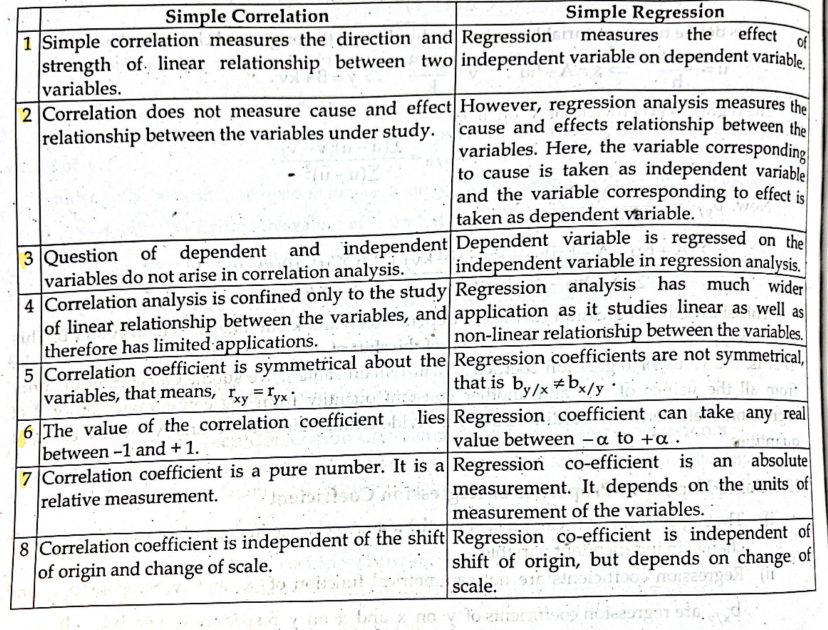 Simple Correlation
Simple Regression
1
Simple correlation measures the direction and
strength of linear relationship between two
variables.
Regression measures the effect of
independent variable on dependent variable.
2
Correlation does not measure cause and effect
relationship between the variables under study.
However, regression analysis measures the
cause and effects relationship between the
variables. Here, the variable corresponding
to cause is taken as independent variable
and the variable corresponding to effect is
taken as dependent variable.
3
Question of dependent and independent
variables do not arise in correlation analysis.
Dependent variable is regressed on the
independent variable in regression analysis.
4
Correlation analysis is confined only to the study
of linear relationship between the variables, and
therefore has limited applications.
Regression analysis has much wider
application as it studies linear as well as
non-linear relationship between the variables.
5
Correlation coefficient is symmetrical about the
variables, that means, r_xy = r_yx.
Regression coefficients are not symmetrical,
that is b_y/x ≠ b_x/y.
6
The value of the correlation coefficient lies
between –1 and + 1.
Regression coefficient can take any real
value between – α to + α .
7
Correlation coefficient is a pure number. It is a
relative measurement.
Regression co-efficient is an absolute
measurement. It depends on the units of
measurement of the variables.
8
Correlation coefficient is independent of the shift
of origin and change of scale.
Regression co-efficient is independent of
shift of origin, but depends on change of
scale.